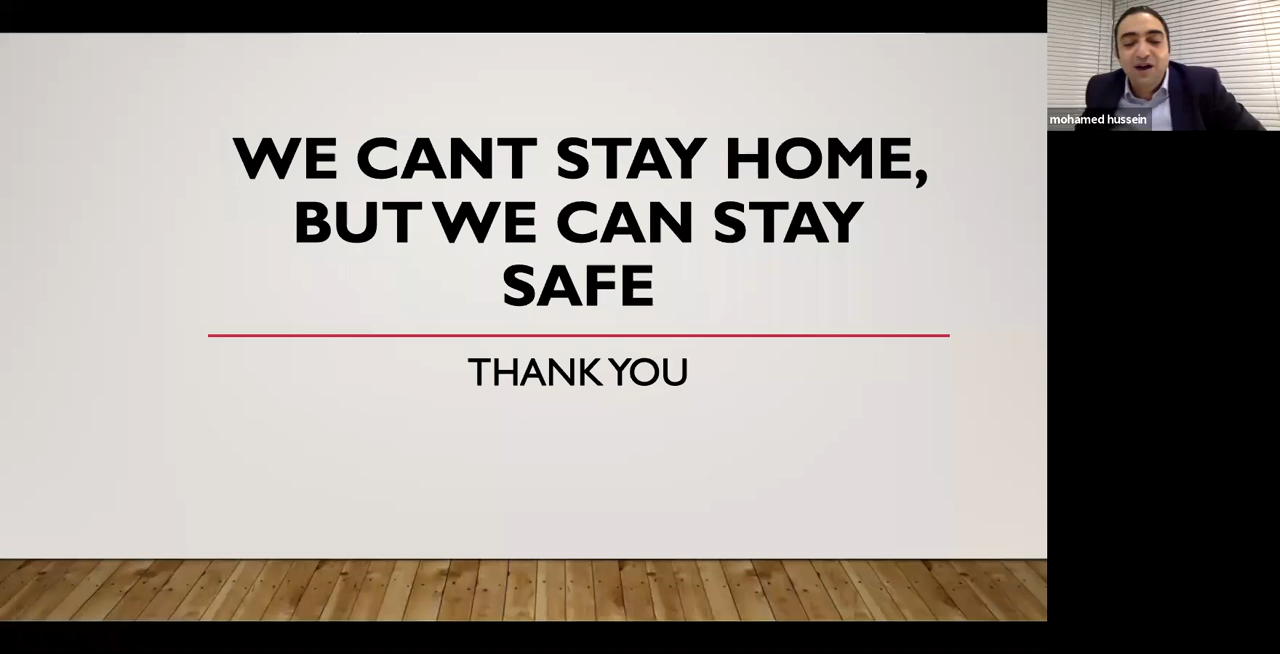 WE CANT STAY HOME,
BUT WE CAN STAY
SAFE
THANK YOU
mohamed hussein